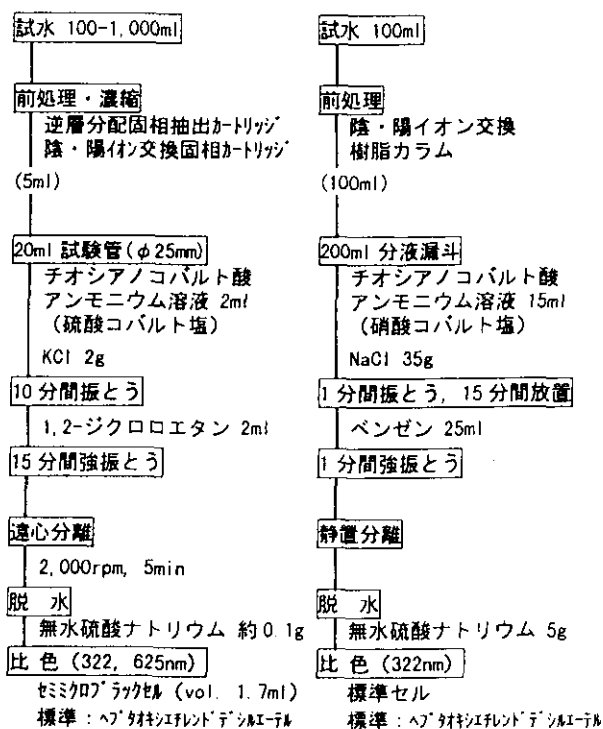 試水 100-1,000ml
前処理・濃縮
逆層分配固相抽出カートリッジ
陰・陽イオン交換固相カートリッジ
(5ml)
20ml 試験管(φ25mm)
チオシアノコバルト酸
アンモニウム溶液 2ml
(硫酸コバルト塩)
KCl 2g
10分間振とう
1,2-ジクロロエタン 2ml
15分間強振とう
遠心分離
2,000rpm, 5min
脱 水
無水硫酸ナトリウム 約0.1g
比 色 (322, 625nm)
セミミクロブラックセル (vol. 1.7ml)
標準:ヘプタオキシエチレンドデシルエーテル
試水 100ml
前処理
陰・陽イオン交換
樹脂カラム
(100ml)
200ml 分液漏斗
チオシアノコバルト酸
アンモニウム溶液 15ml
(硝酸コバルト塩)
NaCl 35g
1分間振とう, 15分間放置
ベンゼン 25ml
1分間強振とう
静置分離
脱 水
無水硫酸ナトリウム 5g
比 色 (322nm)
標準セル
標準:ヘプタオキシエチレンドデシルエーテル